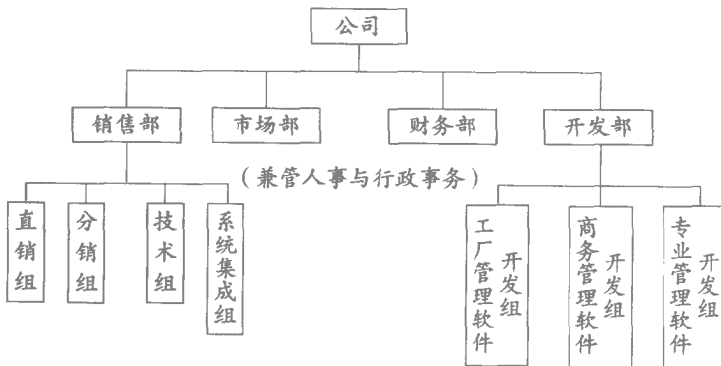 公司
销售部
市场部
财务部
开发部
(兼管人事与行政事务)
直销组
分销组
技术组
系统集成组
工厂管理软件
开发组
商务管理软件
开发组
专业管理软件
开发组